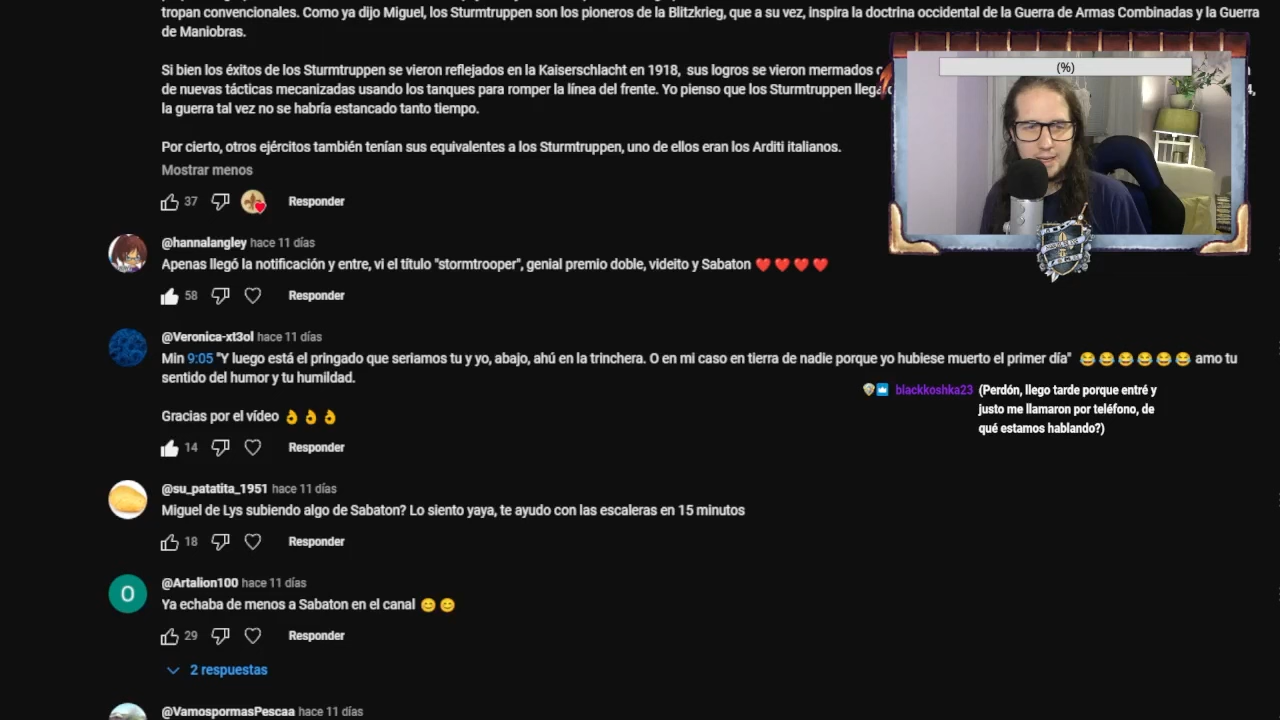 tropan convencionales. Como ya dijo Miguel, los Sturmtruppen son los pioneros de la Blitzkrieg, que a su vez, inspira la doctrina occidental de la Guerra de Armas Combinadas y la Guerra
de Maniobras.
Si bien los éxitos de los Sturmtruppen se vieron reflejados en la Kaiserschlacht en 1918, sus logros se vieron mermados
de nuevas tácticas mecanizadas usando los tanques para romper la línea del frente. Yo pienso que los Sturmtruppen
la guerra tal vez no se habría estancado tanto tiempo.
(%)
Por cierto, otros ejércitos también tenían sus equivalentes a los Sturmtruppen, uno de ellos eran los Arditi italianos.
Mostrar menos
37 Responder
@hannalangley hace 11 días
Apenas llegó la notificación y entre, vi el título "stormtrooper", genial premio doble, videito y Sabaton ❤️ ❤️ ❤️ ❤️
58 Responder
@Veronica-xt3ol hace 11 días
Min 9:05 "Y luego está el pringado que seriamos tu y yo, abajo, ahú en la trinchera. O en mi caso en tierra de nadie porque yo hubiese muerto el primer día" 😂 😂 😂 😂 😂 😂 amo tu
sentido del humor y tu humildad.
blackkoshka23 (Perdón, llego tarde porque entré y
justo me llamaron por teléfono, de
qué estamos hablando?)
Gracias por el vídeo 👌 👌 👌
14 Responder
@su_patatita_1951 hace 11 días
Miguel de Lys subiendo algo de Sabaton? Lo siento yaya, te ayudo con las escaleras en 15 minutos
18 Responder
O
@Artalion100 hace 11 días
Ya echaba de menos a Sabaton en el canal 😊 😊
29 Responder
2 respuestas
@VamospormasPescaa hace 11 días